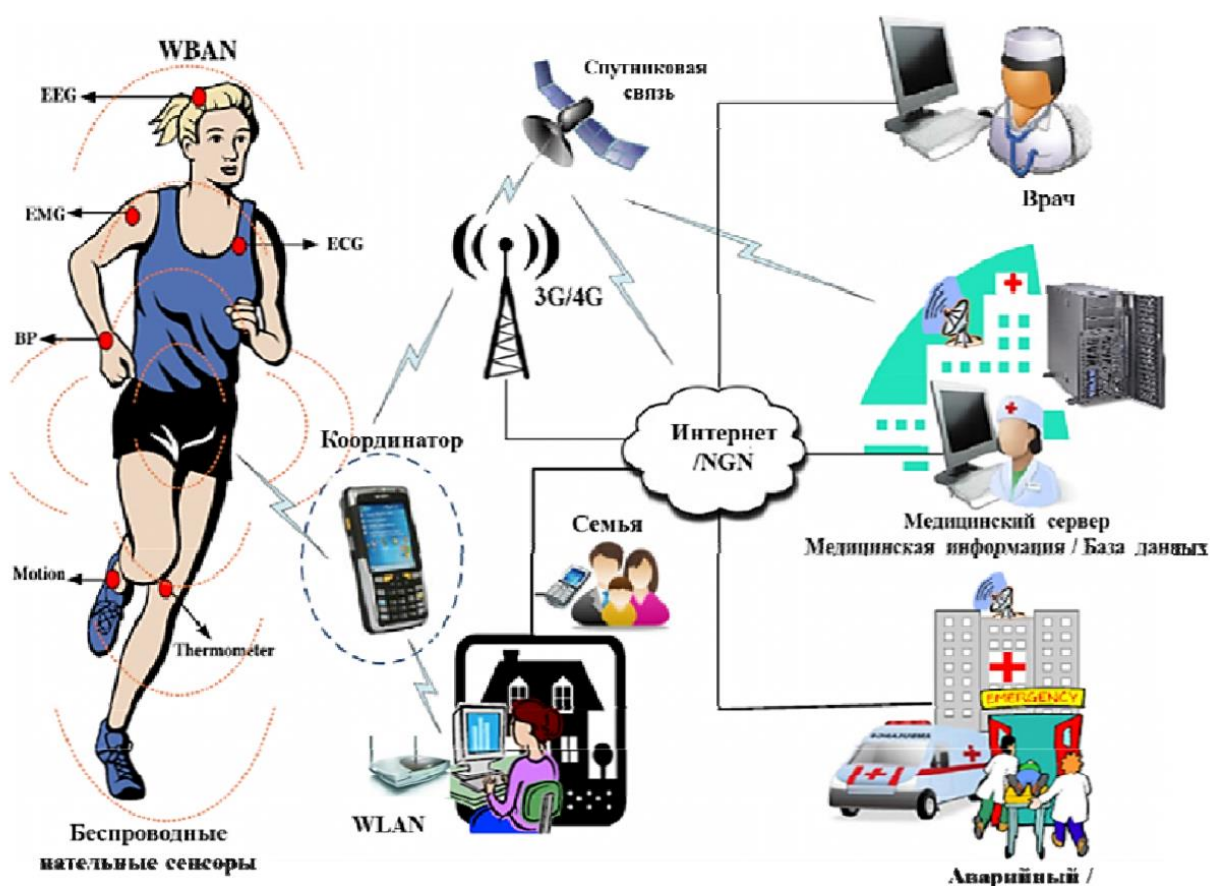 WBAN
EEG
EMG
ECG
BP
Motion
Thermometer
Беспроводные
нательные сенсоры
Спутниковая
связь
3G/4G
Координатор
WLAN
Семья
Интернет
/NGN
Врач
Медицинский сервер
Медицинская информация / База данных
EMERGENCY
Аварийный /